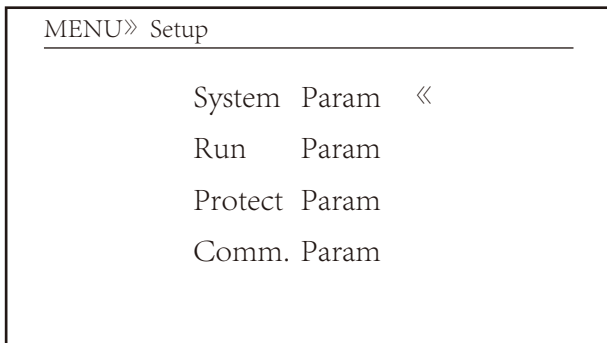 MENU》 Setup
System Param 《
Run Param
Protect Param
Comm. Param